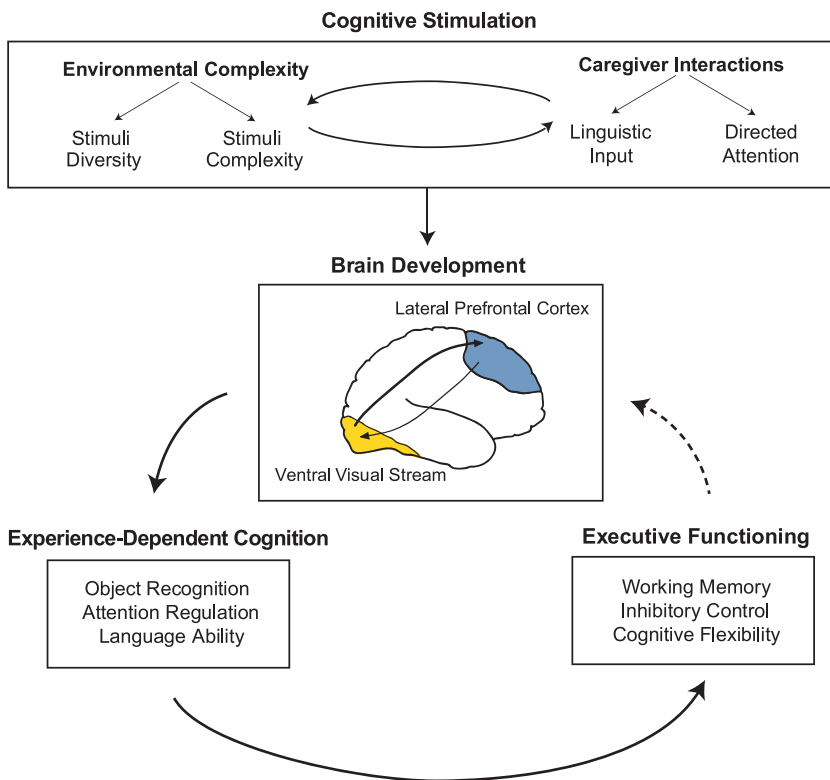 Cognitive Stimulation
Environmental Complexity
Caregiver Interactions
Stimuli
Diversity
Stimuli
Complexity
Linguistic
Input
Directed
Attention
Brain Development
Lateral Prefrontal Cortex
Ventral Visual Stream
Experience-Dependent Cognition
Object Recognition
Attention Regulation
Language Ability
Executive Functioning
Working Memory
Inhibitory Control
Cognitive Flexibility